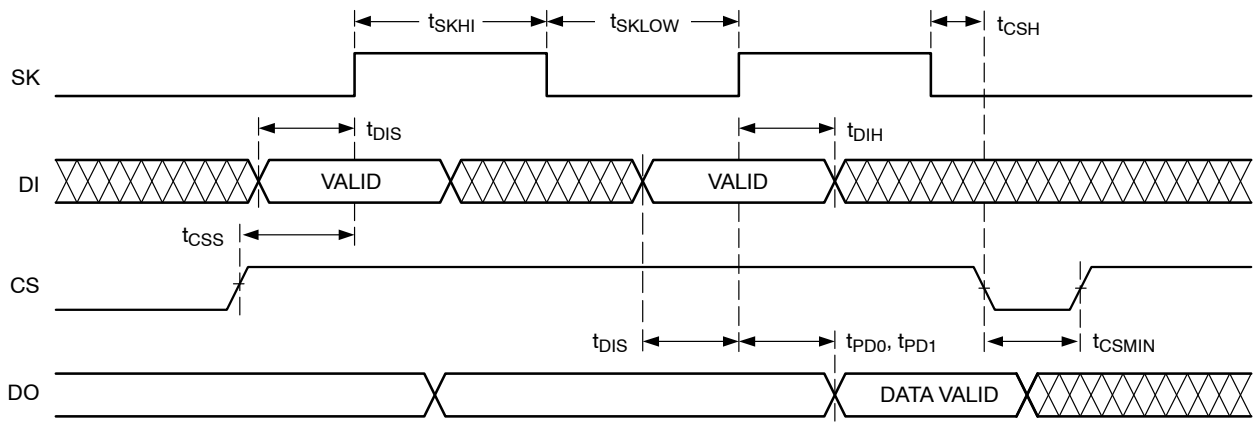 tSKHI tSKLOW tCSH
SK
tDIS tDIH
DI VALID VALID
tCSS
CS
tDIS tPD0, tPD1 tCSMIN
DO DATA VALID